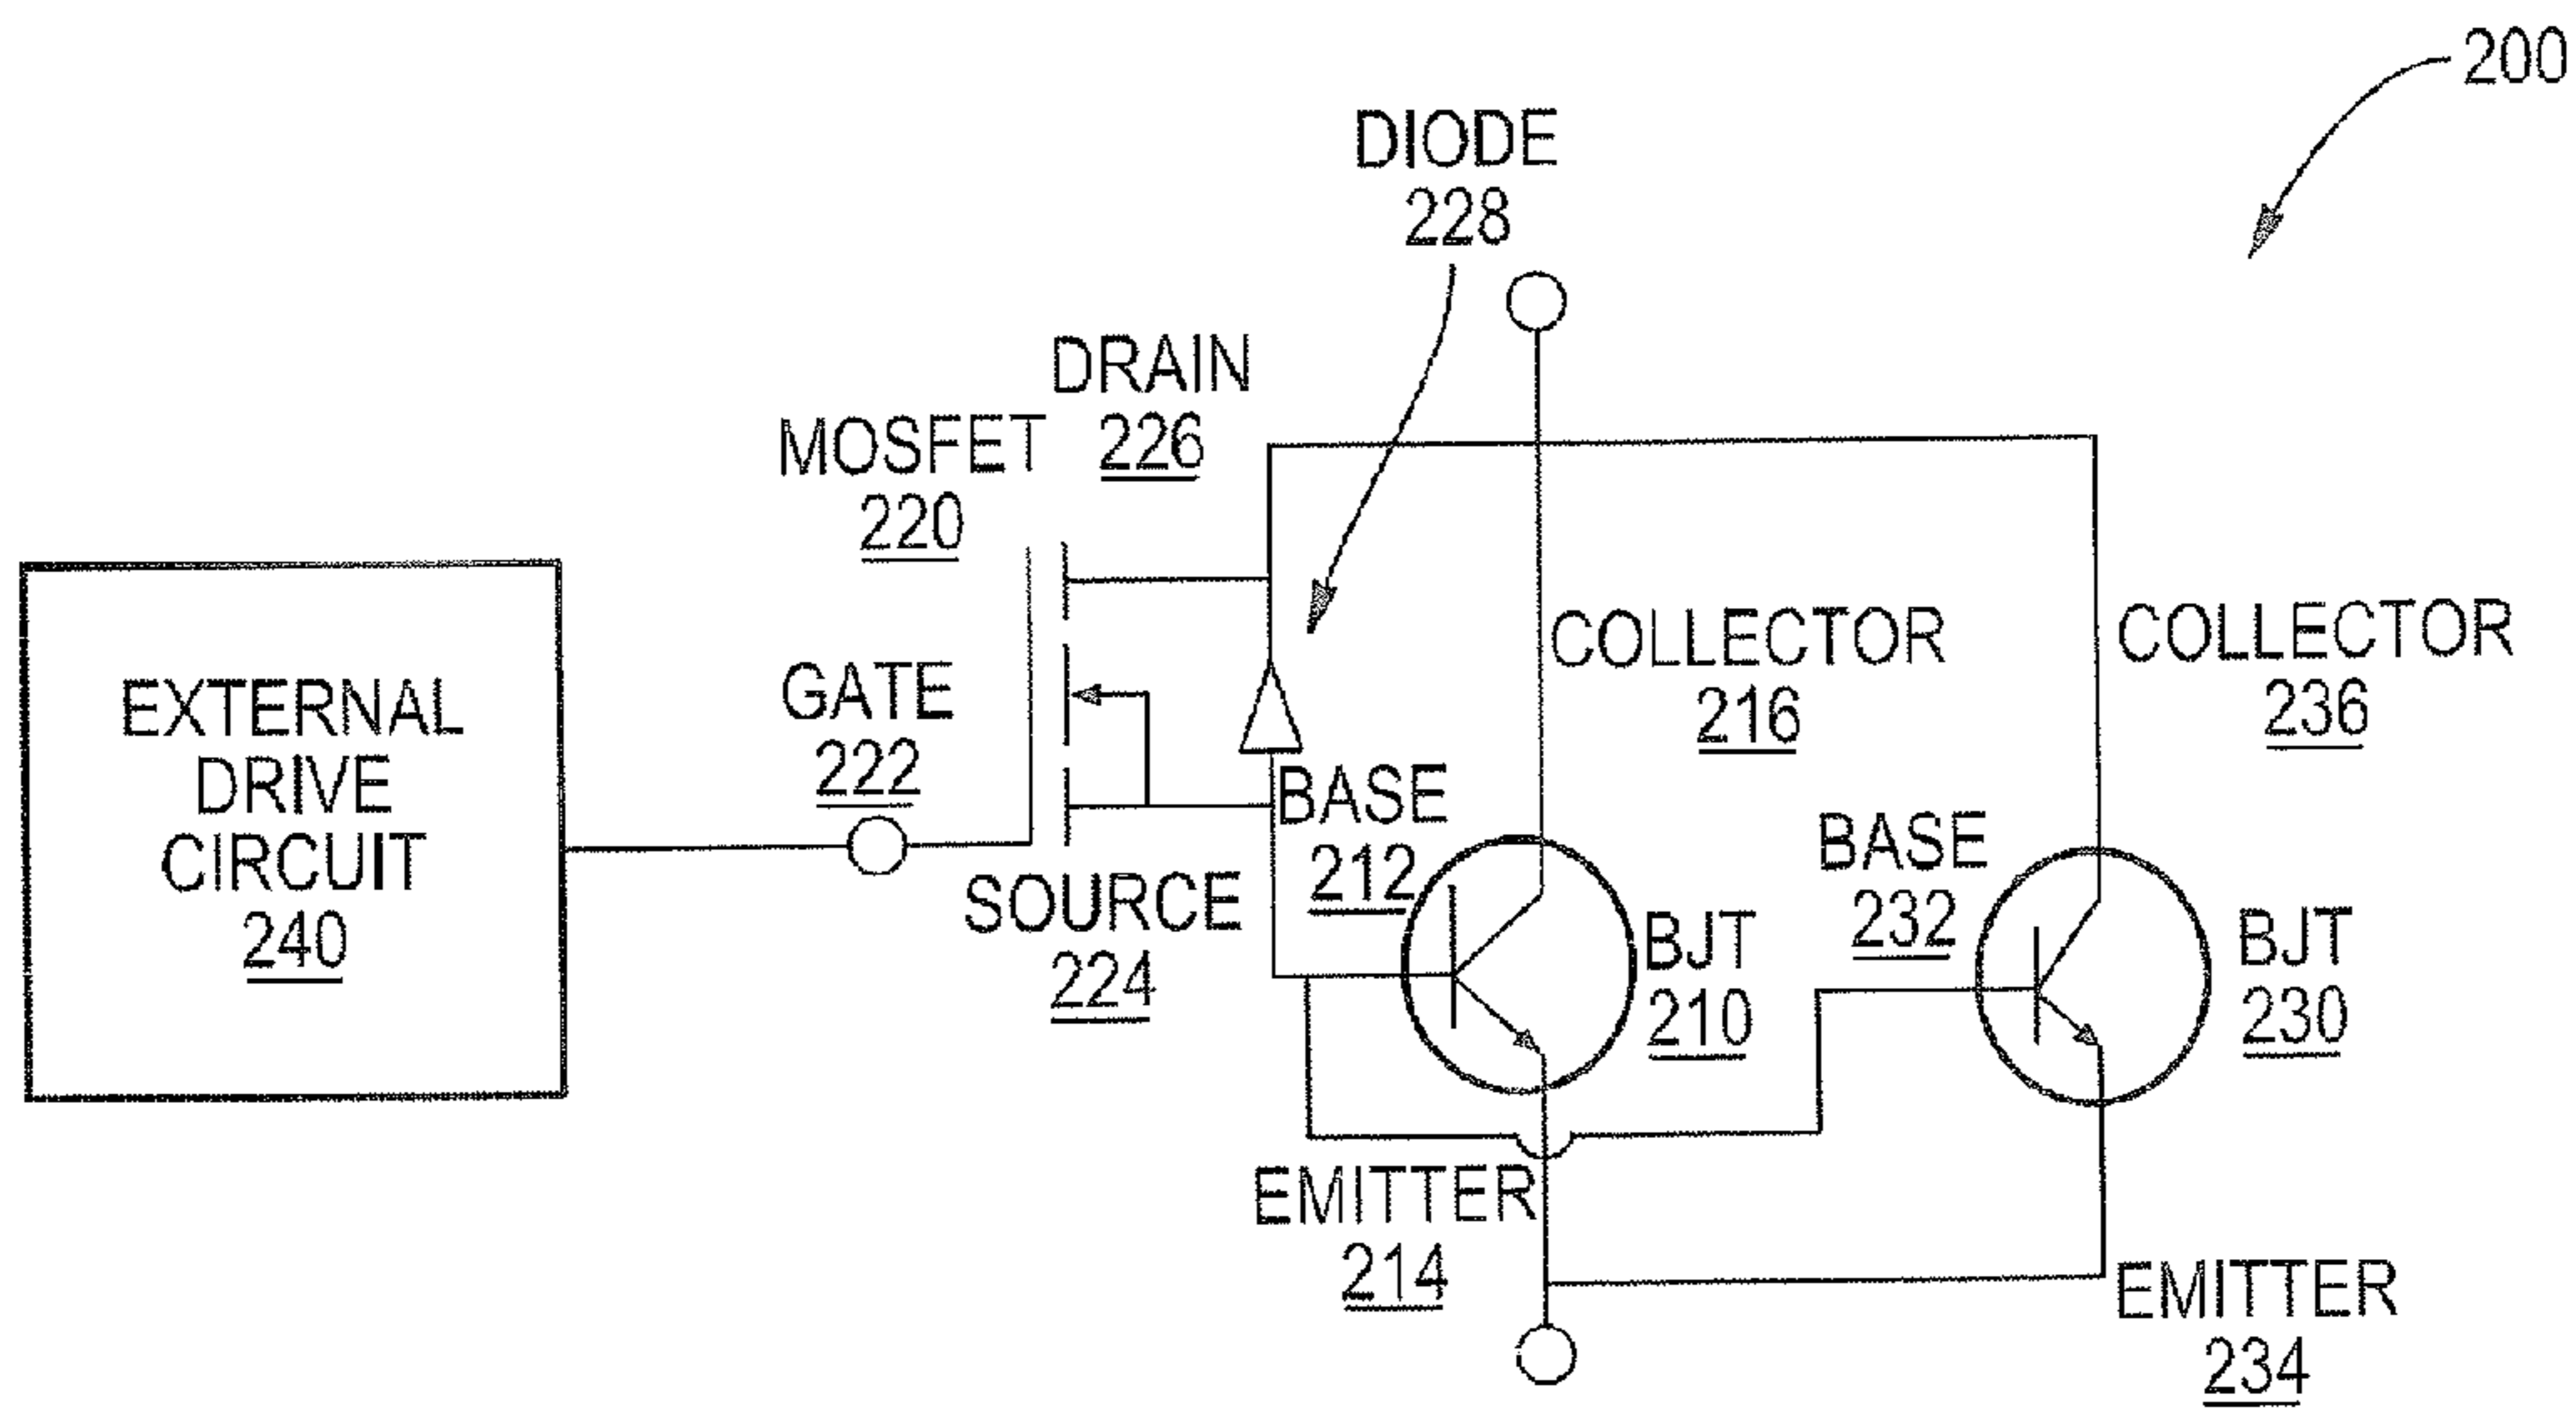 200
DIODE
228
DRAIN
226
MOSFET
220
COLLECTOR
216
COLLECTOR
236
GATE
222
EXTERNAL
DRIVE
CIRCUIT
240
BASE
212
BASE
232
SOURCE
224
BJT
210
BJT
230
EMITTER
214
EMITTER
234